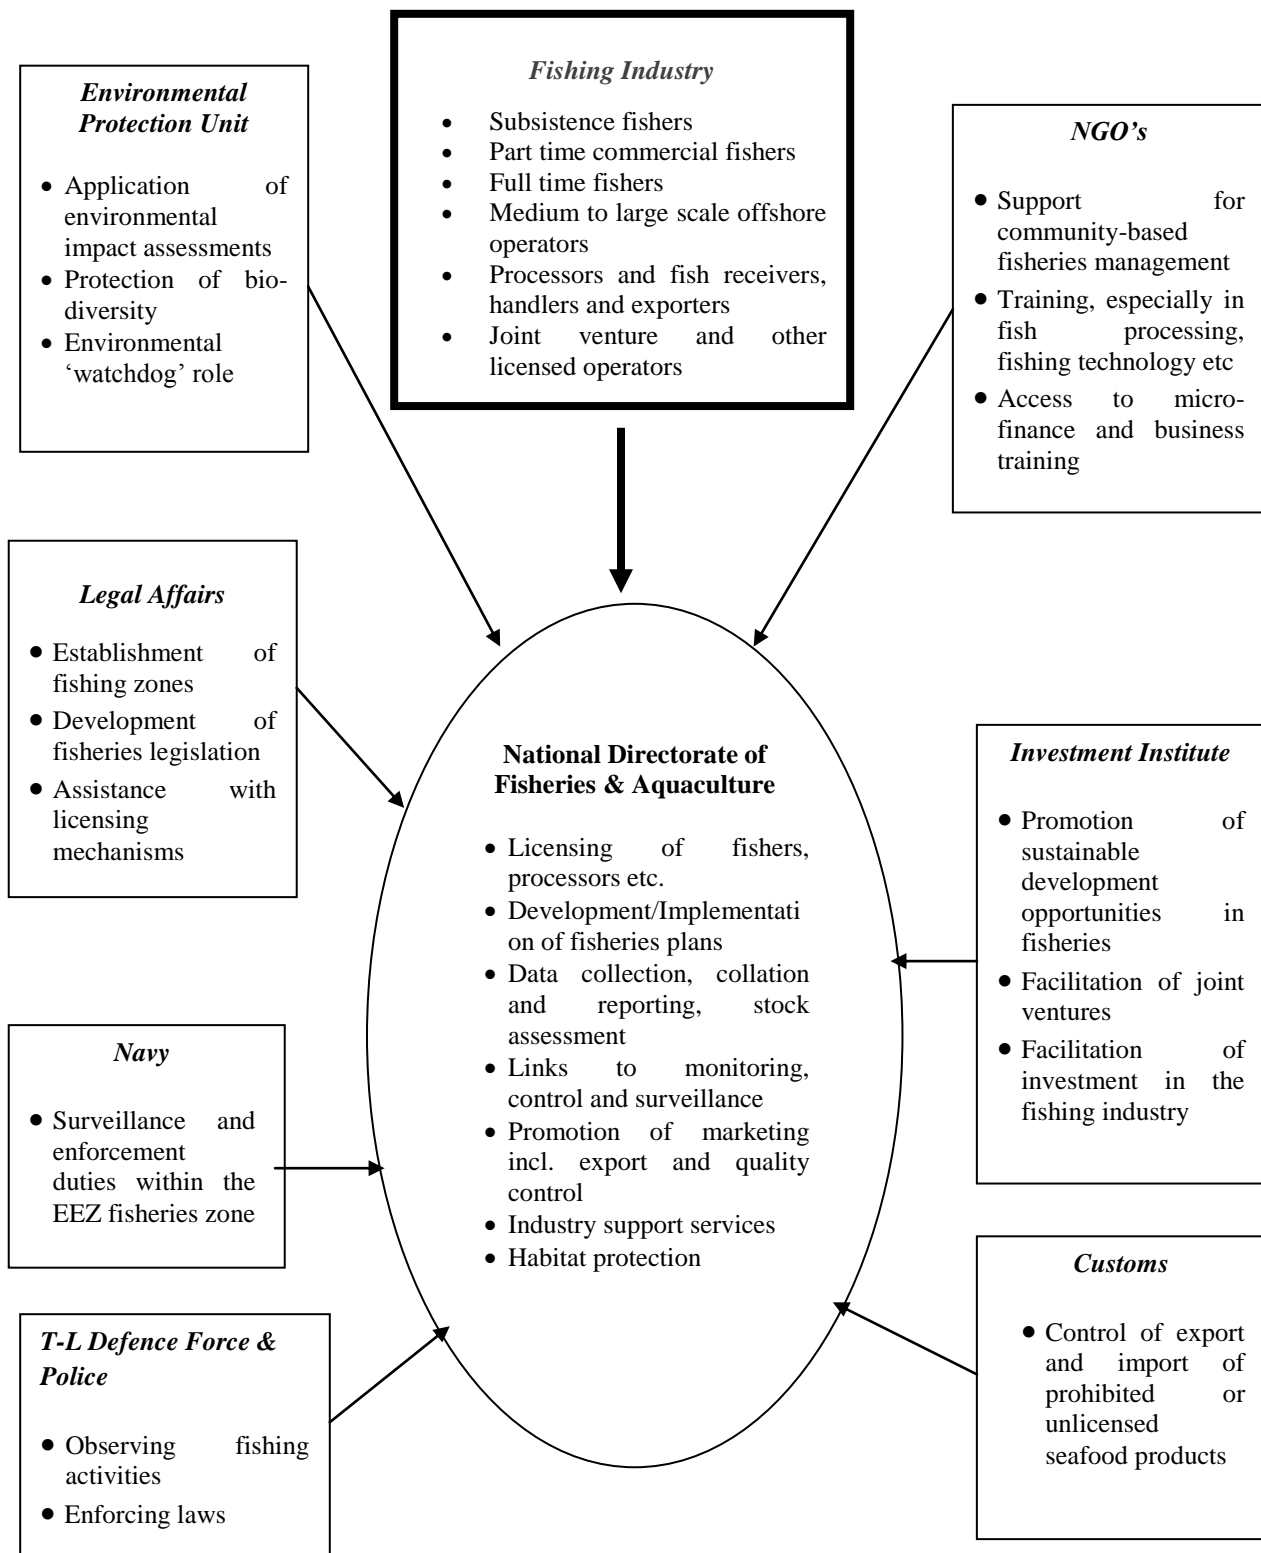 Fishing Industry
• Subsistence fishers
• Part time commercial fishers
• Full time fishers
• Medium to large scale offshore
operators
• Processors and fish receivers,
handlers and exporters
• Joint venture and other
licensed operators
Environmental
Protection Unit
• Application of
environmental
impact assessments
• Protection of bio-
diversity
• Environmental
‘watchdog’ role
NGO’s
• Support for
community-based
fisheries management
• Training, especially in
fish processing,
fishing technology etc
• Access to micro-
finance and business
training
Legal Affairs
• Establishment of
fishing zones
• Development of
fisheries legislation
• Assistance with
licensing
mechanisms
National Directorate of
Fisheries & Aquaculture
• Licensing of fishers,
processors etc.
• Development/Implementati
on of fisheries plans
• Data collection, collation
and reporting, stock
assessment
• Links to monitoring,
control and surveillance
• Promotion of marketing
incl. export and quality
control
• Industry support services
• Habitat protection
Investment Institute
• Promotion of
sustainable
development
opportunities in
fisheries
• Facilitation of joint
ventures
• Facilitation of
investment in the
fishing industry
Navy
• Surveillance and
enforcement
duties within the
EEZ fisheries zone
Customs
• Control of export
and import of
prohibited or
unlicensed
seafood products
T-L Defence Force &
Police
• Observing fishing
activities
• Enforcing laws